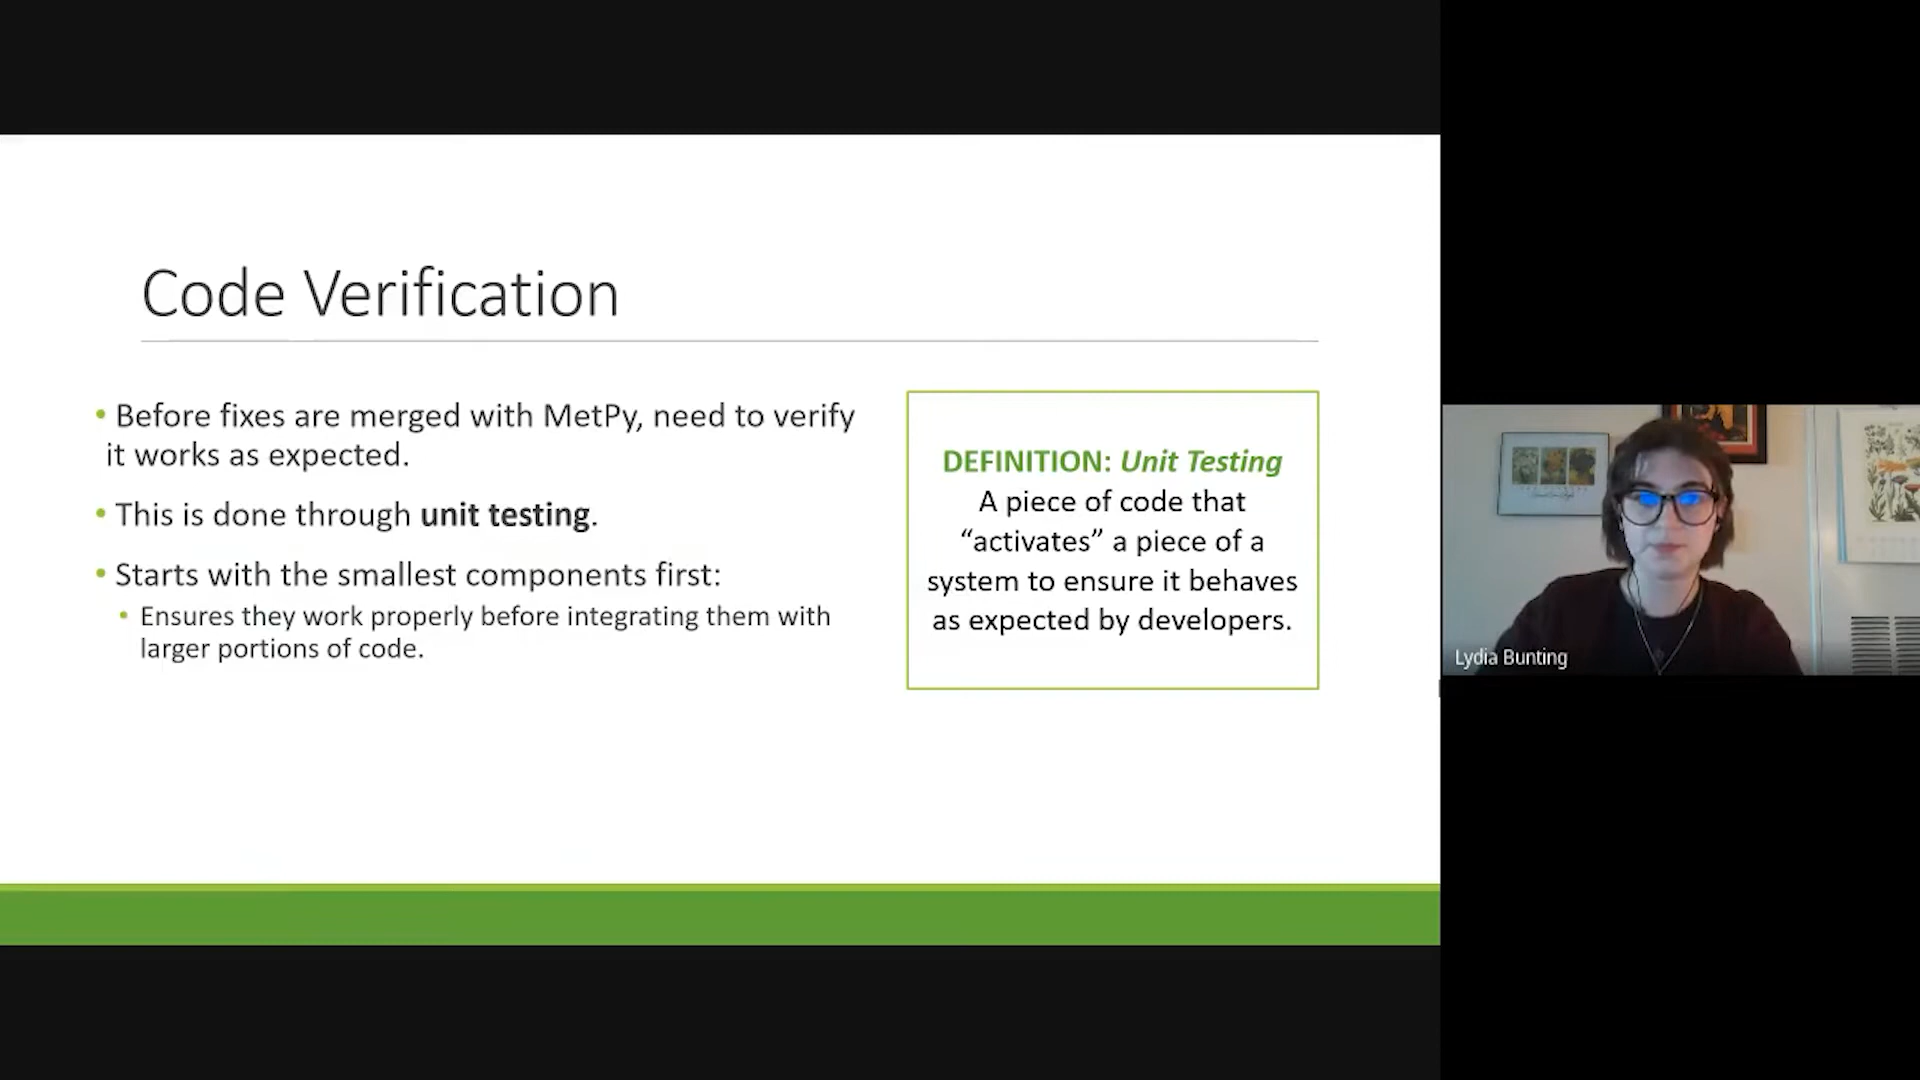 Code Verification
• Before fixes are merged with MetPy, need to verify
it works as expected.
• This is done through unit testing.
• Starts with the smallest components first:
• Ensures they work properly before integrating them with
larger portions of code.
DEFINITION: Unit Testing
A piece of code that
“activates” a piece of a
system to ensure it behaves
as expected by developers.
Lydia Bunting